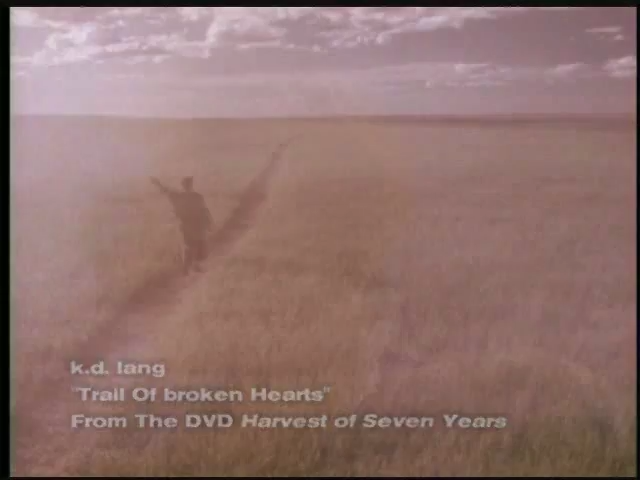 k.d. lang
"Trail Of broken Hearts"
From The DVD Harvest of Seven Years